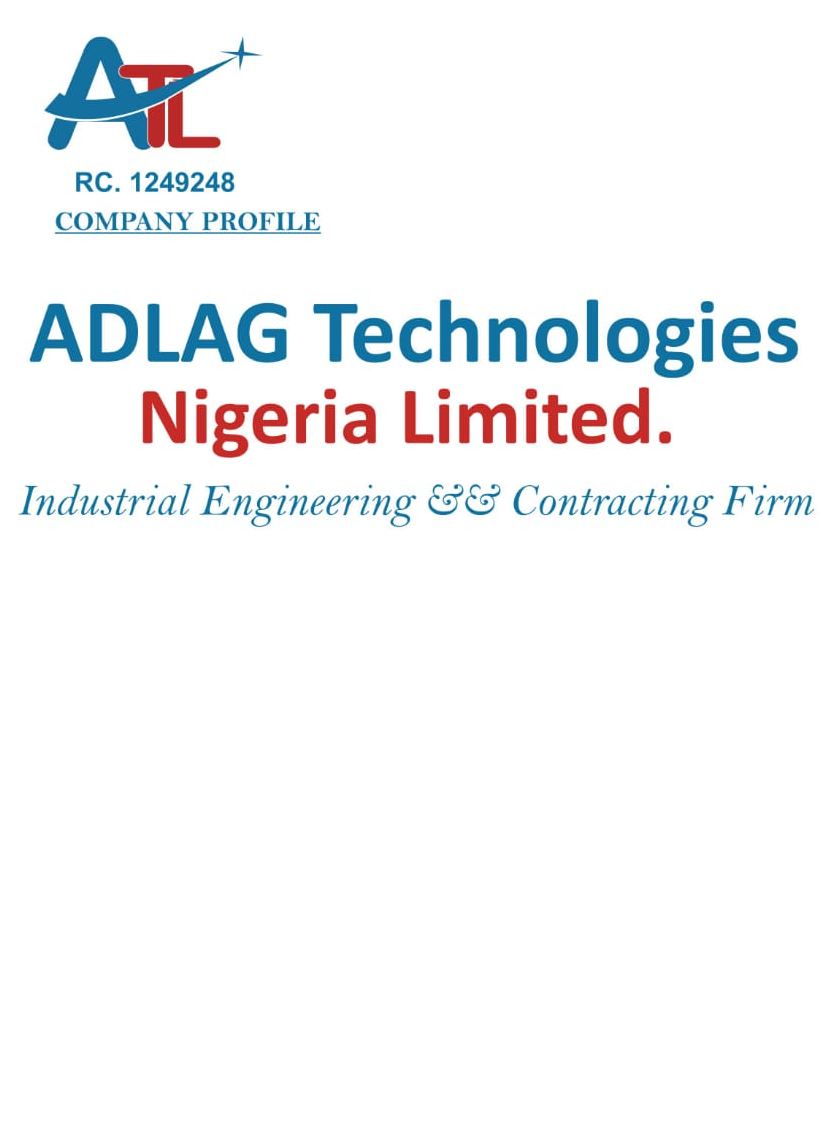 ATL
RC. 1249248
COMPANY PROFILE
ADLAG Technologies
Nigeria Limited.
Industrial Engineering && Contracting Firm